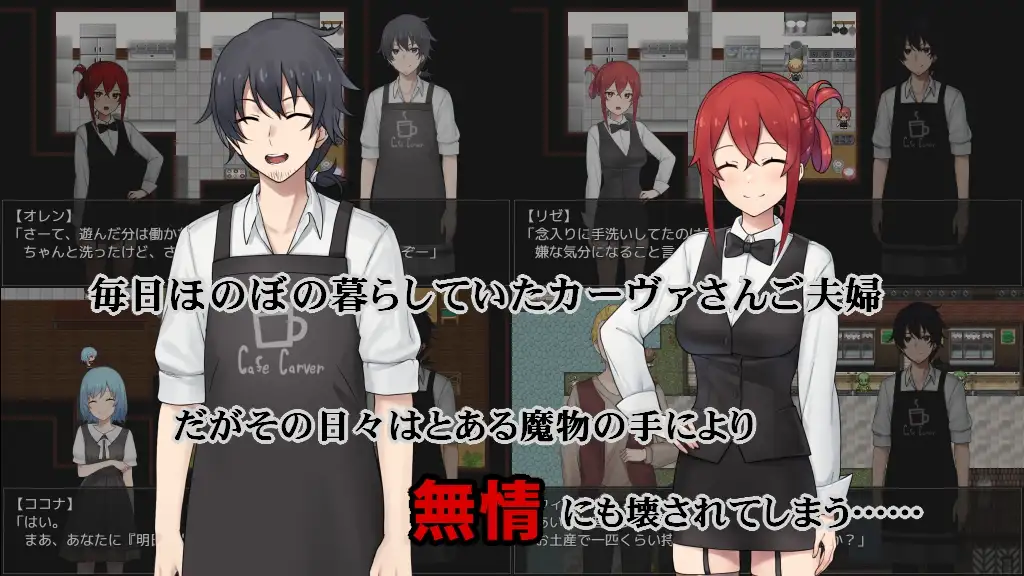 【オレン】
「さーて、遊んだ分は働か
ちゃんと洗ったけど、さ
ぞー」
【リゼ】
「念入りに手洗いしてたのは
嫌な気分になること言
毎日ほのぼの暮らしていたカーヴァさんご夫婦
Cafe Carver
だがその日々はとある魔物の手により
無情にも壊されてしまう……
【ココナ】
「はい。
まあ、あなたに『明日
お土産で一匹くらい持
か？」